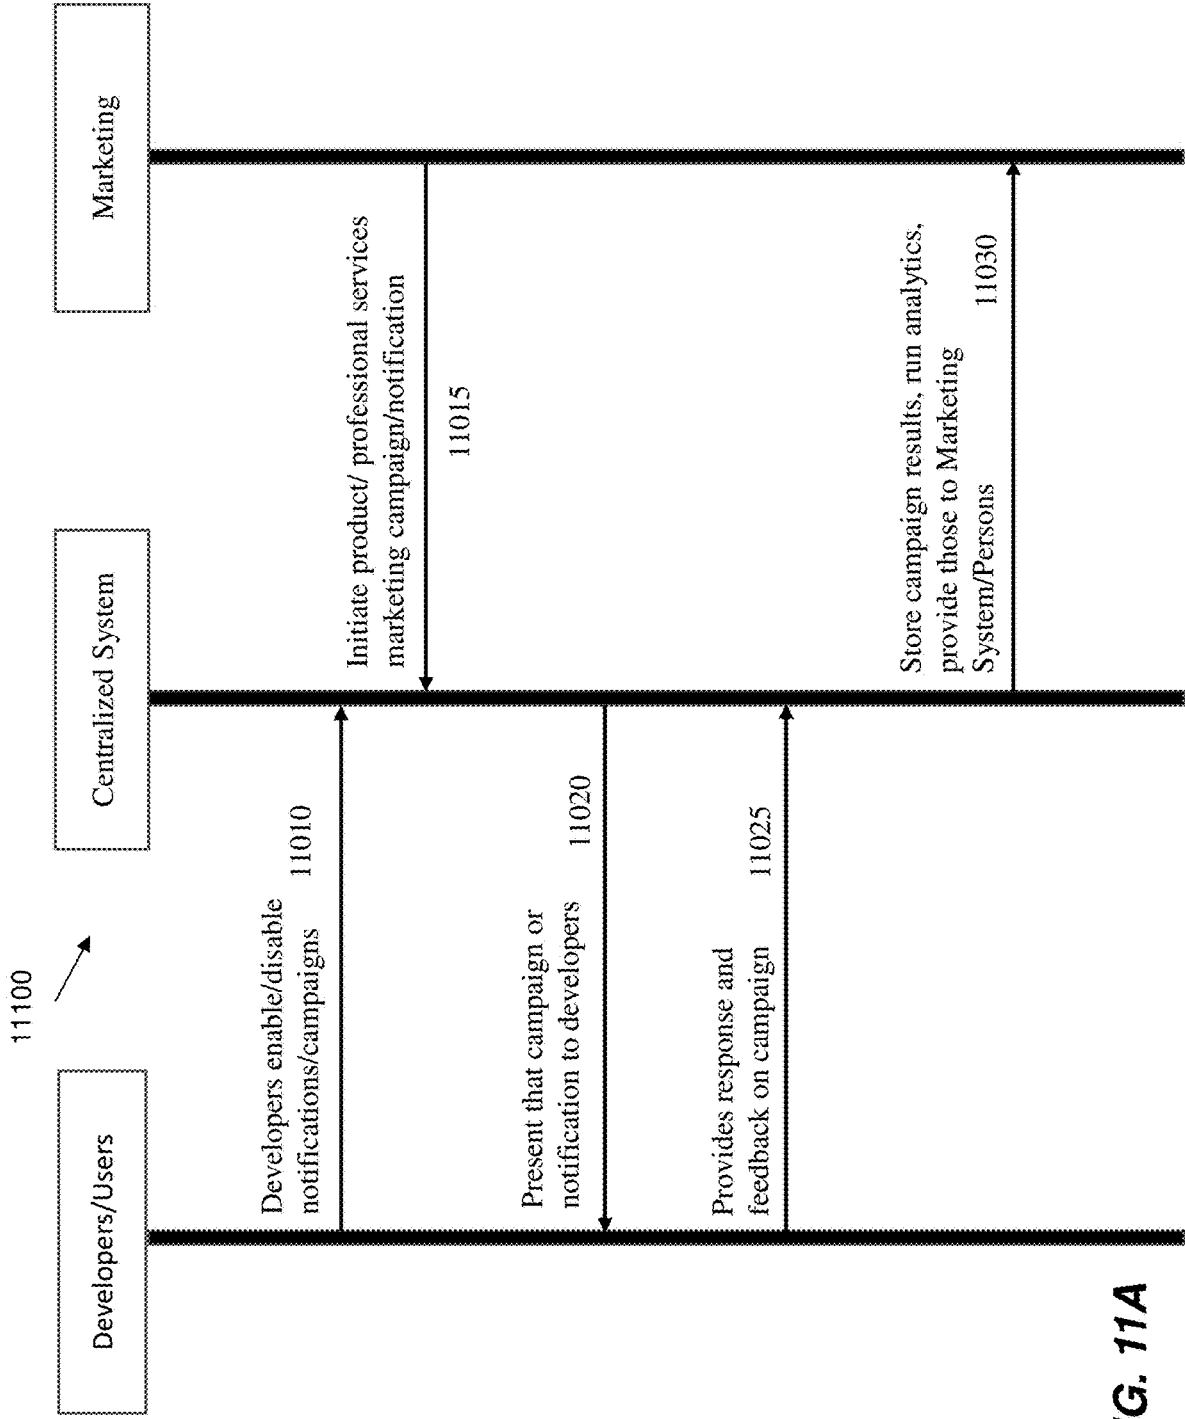 11100
Developers/Users
Centralized System
Marketing
Developers enable/disable
notifications/campaigns
11010
Initiate product/ professional services
marketing campaign/notification
11015
Present that campaign or
notification to developers
11020
Provides response and
feedback on campaign
11025
Store campaign results, run analytics,
provide those to Marketing
System/Persons
11030
G. 11A